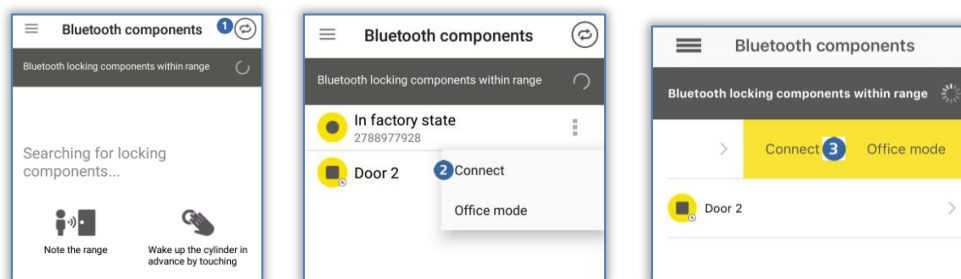 Bluetooth components 1
Bluetooth locking components within range
Searching for locking
components...
Note the range
Wake up the cylinder in
advance by touching
Bluetooth components
Bluetooth locking components within range
In factory state
2788977928
Door 2
2 Connect
Office mode
Bluetooth components
Bluetooth locking components within range
Connect 3 Office mode
Door 2